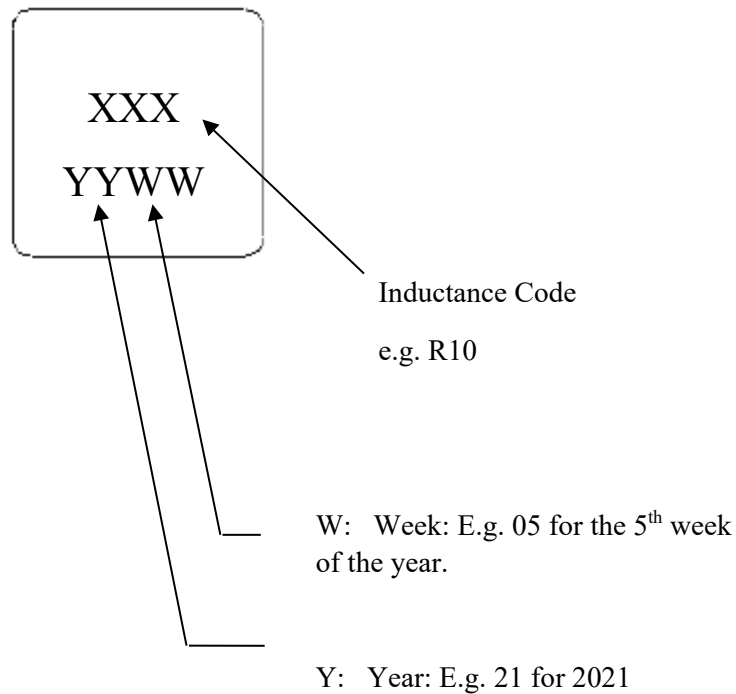 XXX
YYWW
Inductance Code
e.g. R10
W: Week: E.g. 05 for the 5th week
of the year.
Y: Year: E.g. 21 for 2021